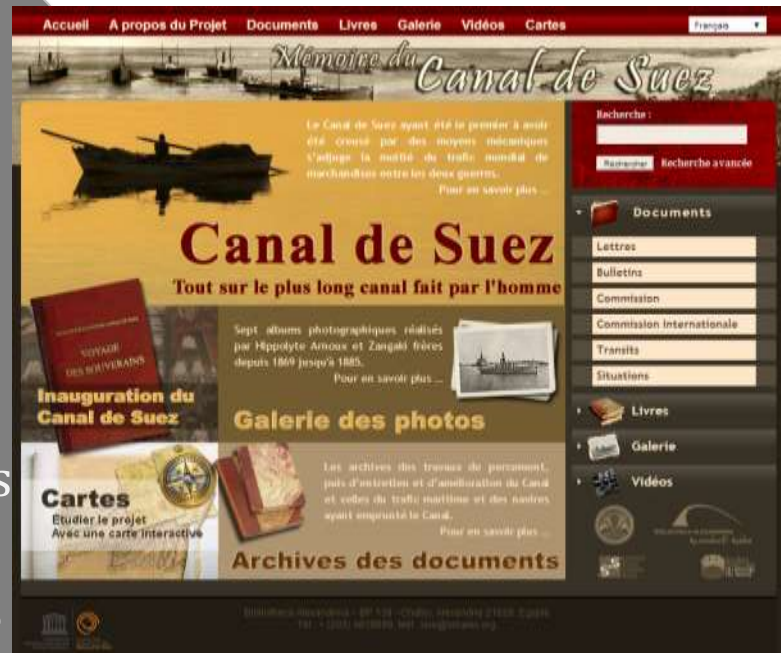 Accueil A propos du Projet Documents Livres Galerie Vidéos Cartes
Français
Mémoire du Canal de Suez
Le Canal de Suez ayant été le premier à avoir
été creusé par des moyens mécaniques
s'adjuge la moitié du trafic mondial de
marchandises entre les deux guerres.
Pour en savoir plus ...
Canal de Suez
Tout sur le plus long canal fait par l'homme
Recherche :
Rechercher Recherche avancée
Documents
Lettres
Bulletins
Commission
Commission Internationale
Transits
Situations
Livres
Galerie
Vidéos
VOYAGE
DES SOUVERAINS
Inauguration du
Canal de Suez
Sept albums photographiques réalisés
par Hippolyte Arnoux et Zangaki frères
depuis 1869 jusqu'à 1885.
Pour en savoir plus ...
Galerie des photos
s
Cartes
Étudier le projet
Avec une carte interactive
Les archives des travaux de percement,
puis d'entretien et d'amélioration du Canal
et celles du trafic maritime et des navires
ayant emprunté le Canal.
Pour en savoir plus ...
Archives des documents